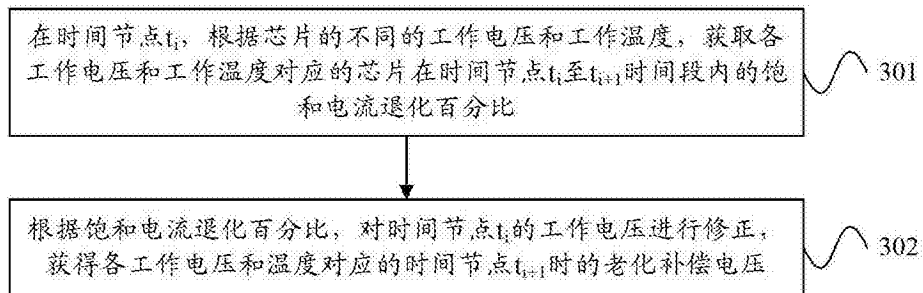 在时间节点tᵢ，根据芯片的不同的工作电压和工作温度，获取各
工作电压和工作温度对应的芯片在时间节点tᵢ至tᵢ₊₁时间段内的饱
和电流退化百分比
301
根据饱和电流退化百分比，对时间节点tᵢ的工作电压进行修正，
获得各工作电压和温度对应的时间节点tᵢ₊₁时的老化补偿电压
302